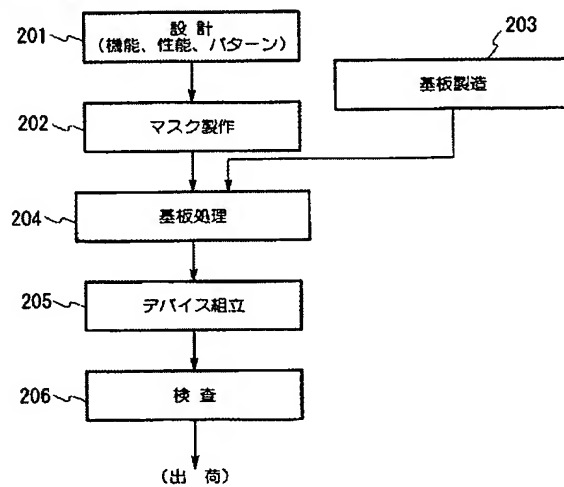 201
設 計
(機能、性能、パターン)
203
基板製造
202
マスク製作
204
基板処理
205
デバイス組立
206
検 査
(出 荷)